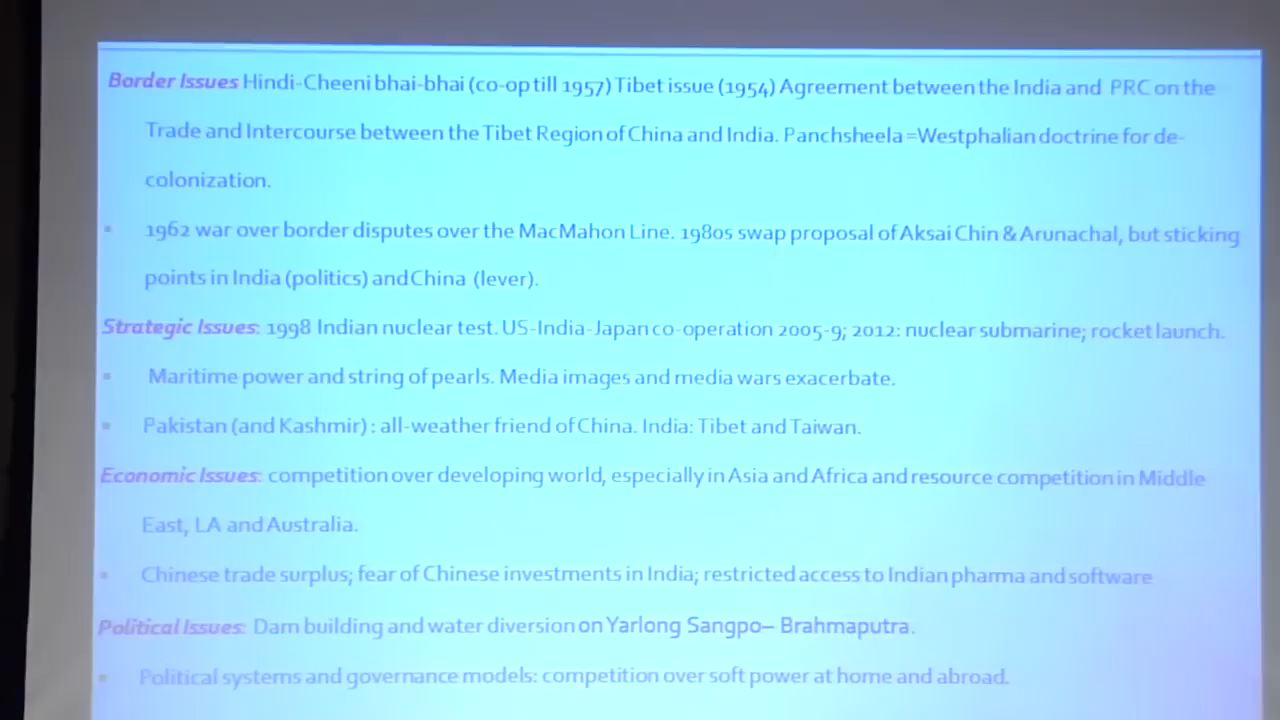 Border Issues Hindi-Cheeni bhai-bhai (co-op till 1957) Tibet issue (1954) Agreement between the India and PRC on the
Trade and Intercourse between the Tibet Region of China and India. Panchsheela =Westphalian doctrine for de-
colonization.
▪ 1962 war over border disputes over the MacMahon Line. 1980s swap proposal of Aksai Chin & Arunachal, but sticking
points in India (politics) and China (lever).
Strategic Issues: 1998 Indian nuclear test. US-India-Japan co-operation 2005-9; 2012: nuclear submarine; rocket launch.
▪ Maritime power and string of pearls. Media images and media wars exacerbate.
▪ Pakistan (and Kashmir) : all-weather friend of China. India: Tibet and Taiwan.
Economic Issues: competition over developing world, especially in Asia and Africa and resource competition in Middle
East, LA and Australia.
▪ Chinese trade surplus; fear of Chinese investments in India; restricted access to Indian pharma and software
Political Issues: Dam building and water diversion on Yarlong Sangpo– Brahmaputra.
▪ Political systems and governance models: competition over soft power at home and abroad.